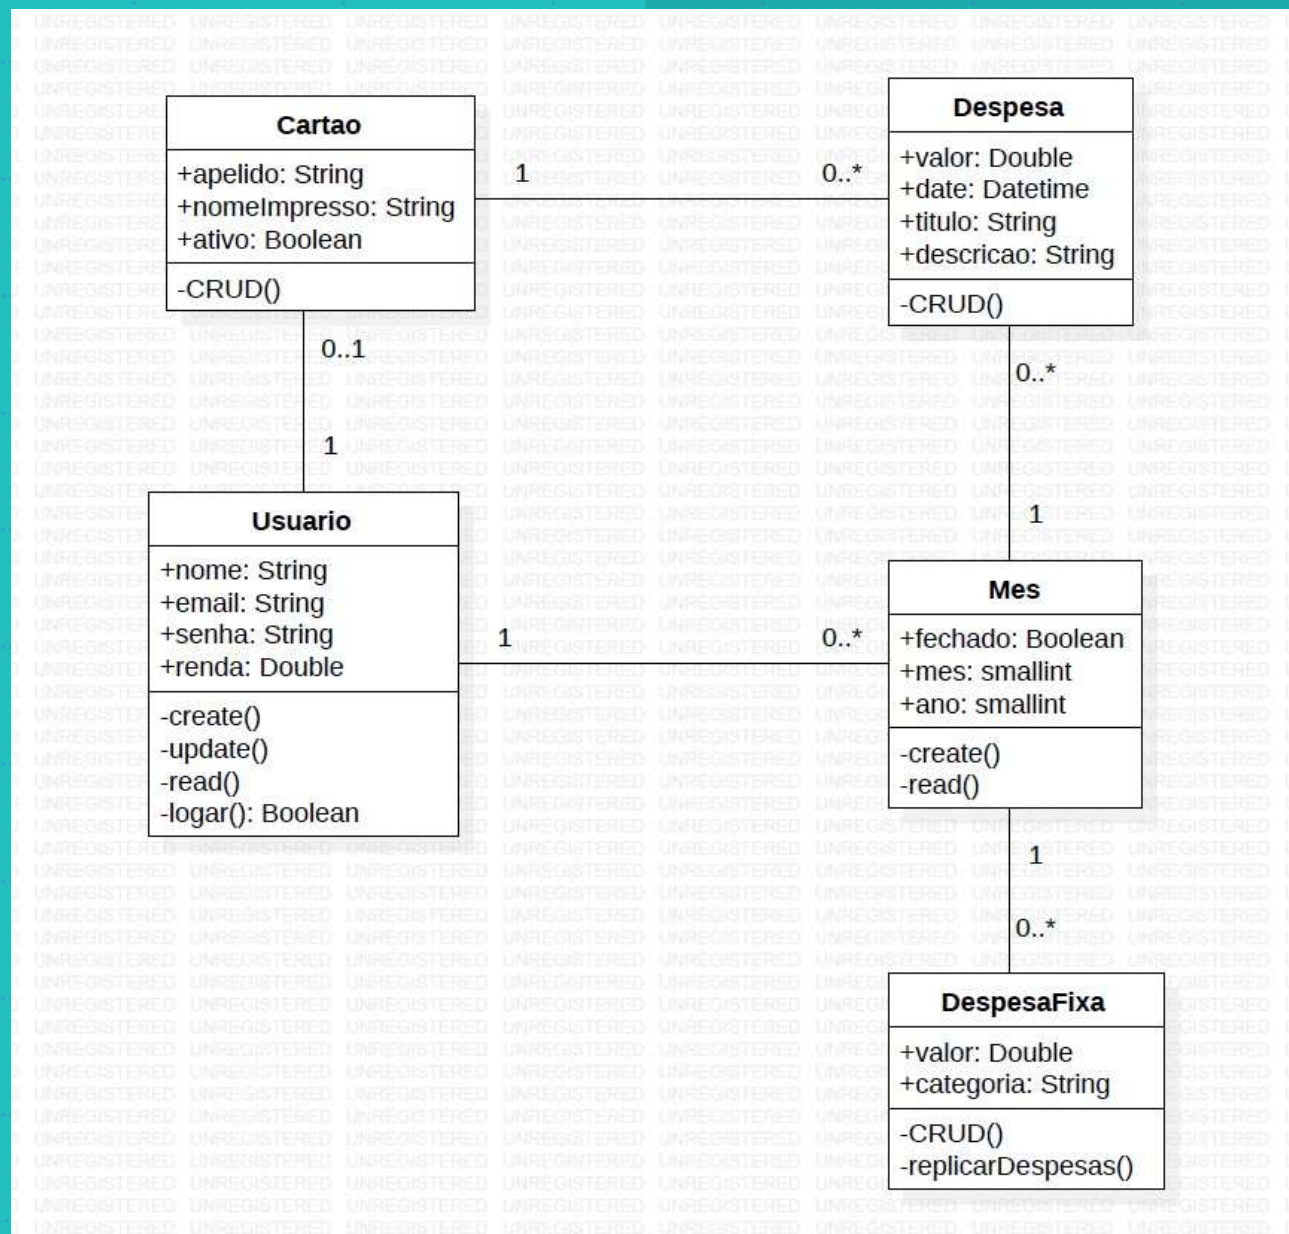 Cartao
+apelido: String
+nomeImpresso: String
+ativo: Boolean
-CRUD()
1
0..*
Despesa
+valor: Double
+date: Datetime
+titulo: String
+descricao: String
-CRUD()
0..1
1
0..*
1
Usuario
+nome: String
+email: String
+senha: String
+renda: Double
-create()
-update()
-read()
-logar(): Boolean
1
0..*
Mes
+fechado: Boolean
+mes: smallint
+ano: smallint
-create()
-read()
1
0..*
DespesaFixa
+valor: Double
+categoria: String
-CRUD()
-replicarDespesas()
UNREGISTERED